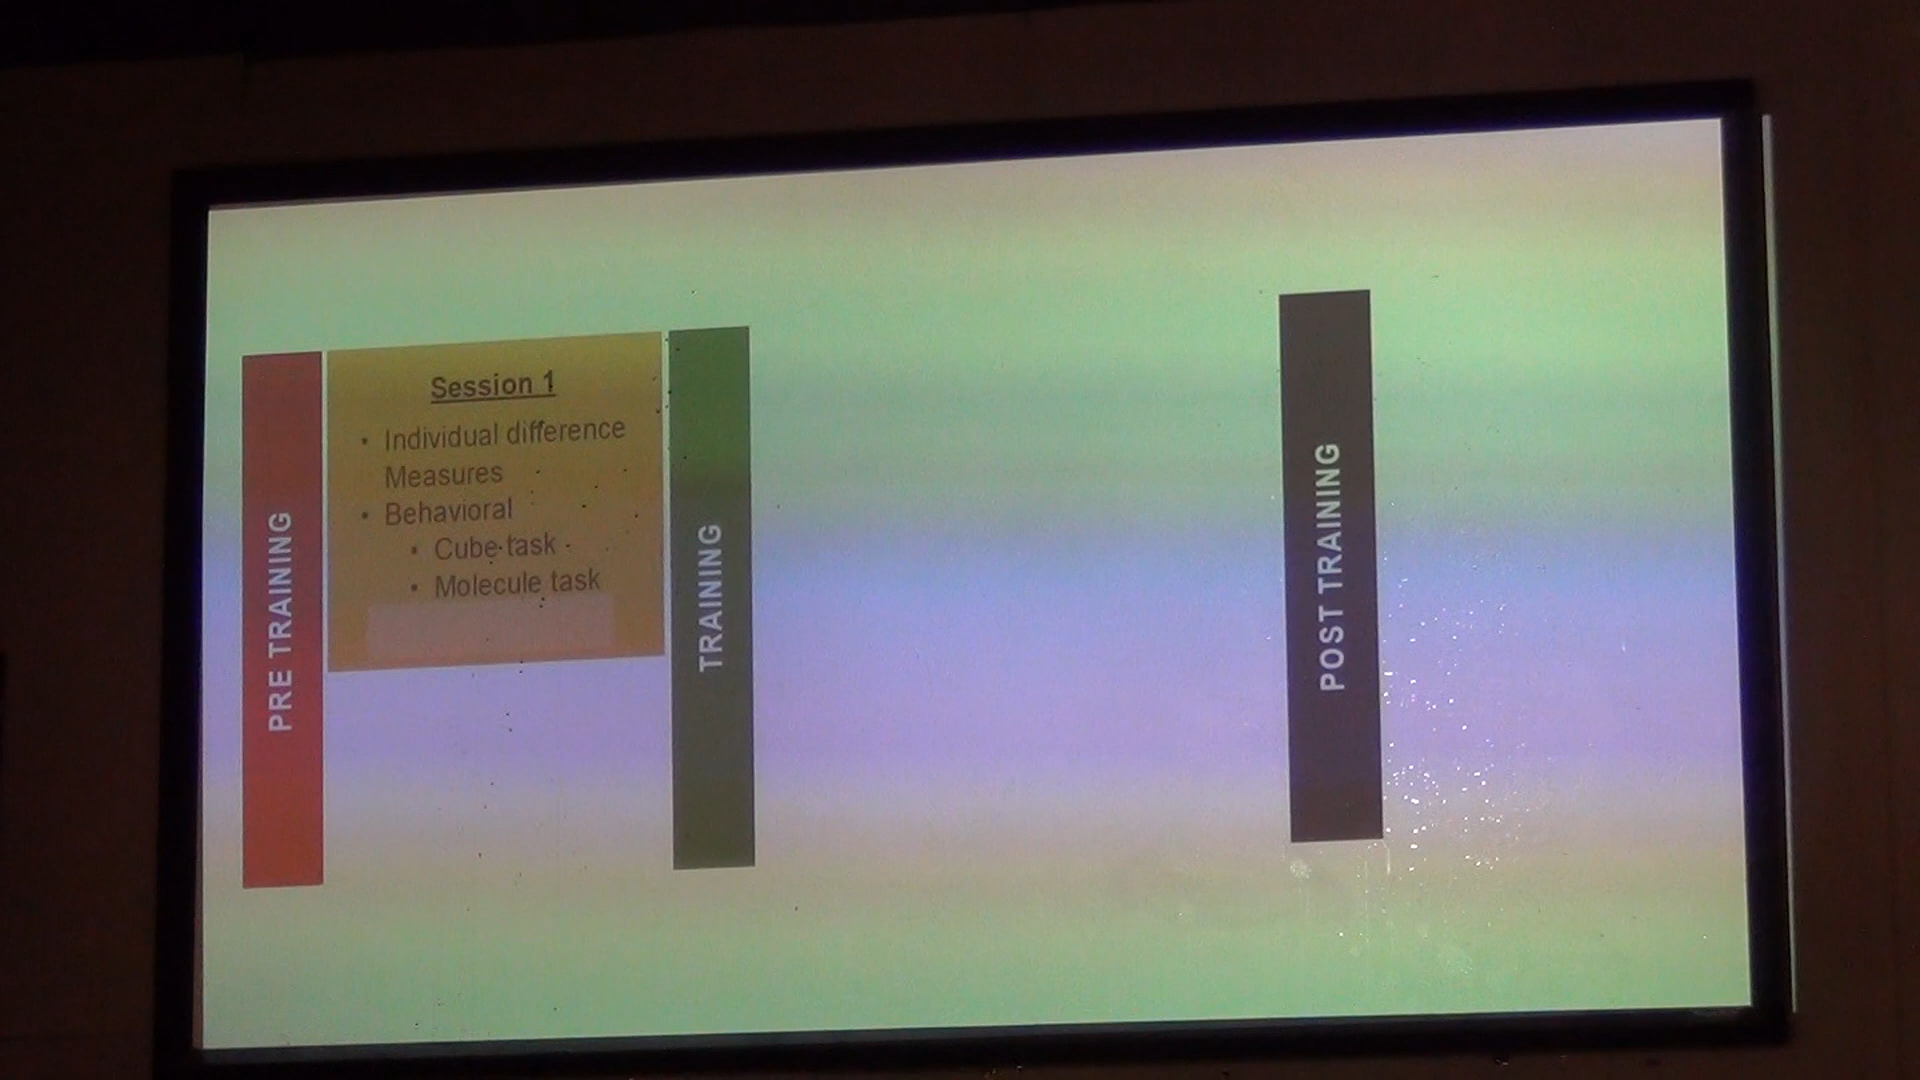 PRE TRAINING
Session 1
• Individual difference
Measures
• Behavioral
• Cube task
• Molecule task
TRAINING
POST TRAINING